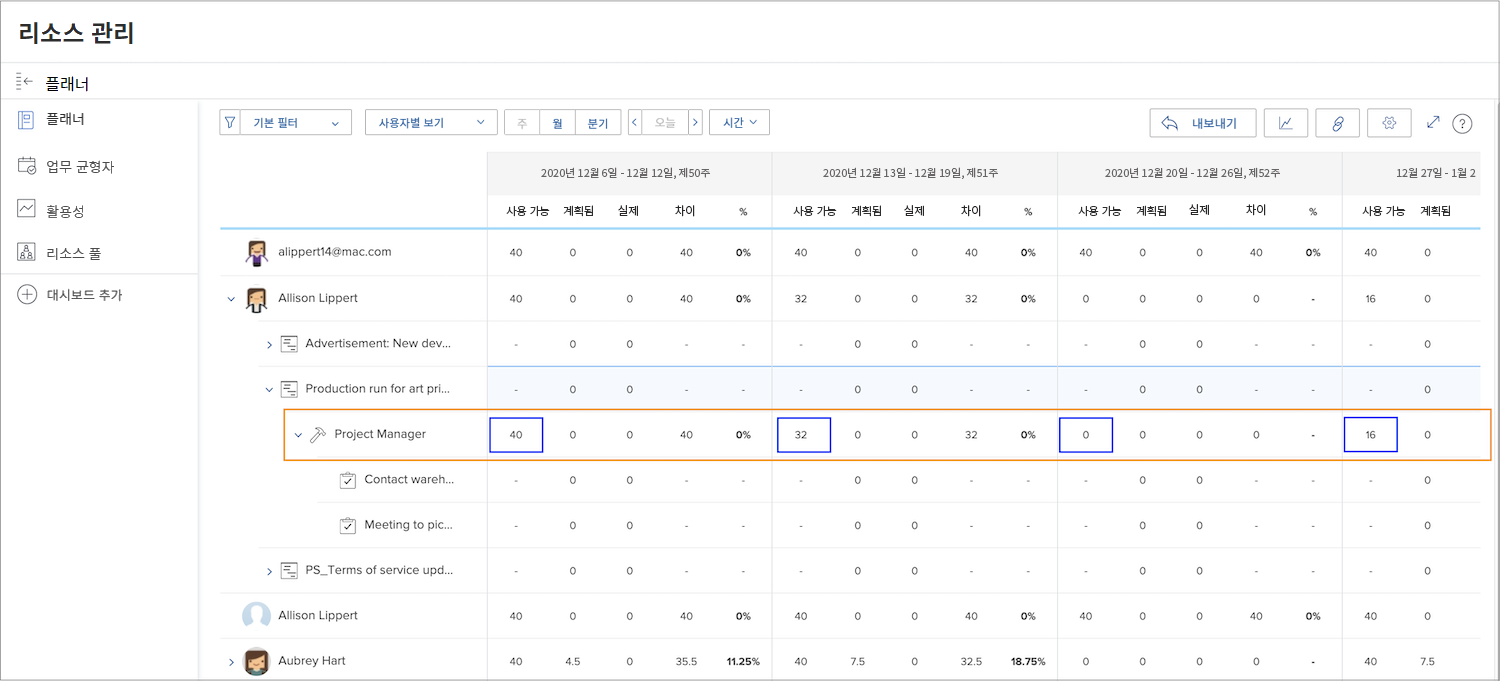 리소스 관리
플래너
플래너
업무 균형자
활용성
리소스 풀
대시보드 추가
기본 필터 사용자별 보기 주 월 분기 오늘 시간 내보내기 ?
2020년 12월 6일 - 12월 12일, 제50주 2020년 12월 13일 - 12월 19일, 제51주 2020년 12월 20일 - 12월 26일, 제52주 12월 27일 - 1월 2
사용 가능 계획됨 실제 차이 % 사용 가능 계획됨 실제 차이 % 사용 가능 계획됨 실제 차이 % 사용 가능 계획됨
alippert14@mac.com 40 0 0 40 0% 40 0 0 40 0% 40 0 0 40 0% 40 0
Allison Lippert 40 0 0 40 0% 32 0 0 32 0% 0 0 0 0 - 16 0
Advertisement: New dev... - 0 0 - - - 0 0 - - - 0 0 - - - 0
Production run for art pri... - 0 0 - - - 0 0 - - - 0 0 - - - 0
Project Manager 40 0 0 40 0% 32 0 0 32 0% 0 0 0 0 - 16 0
Contact wareh... - 0 0 - - - 0 0 - - - 0 0 - - - 0
Meeting to pic... - 0 0 - - - 0 0 - - - 0 0 - - - 0
PS_Terms of service upd... - 0 0 - - - 0 0 - - - 0 0 - - - 0
Allison Lippert 40 0 0 40 0% 40 0 0 40 0% 40 0 0 40 0% 40 0
Aubrey Hart 40 4.5 0 35.5 11.25% 40 7.5 0 32.5 18.75% 0 0 0 0 - 40 7.5